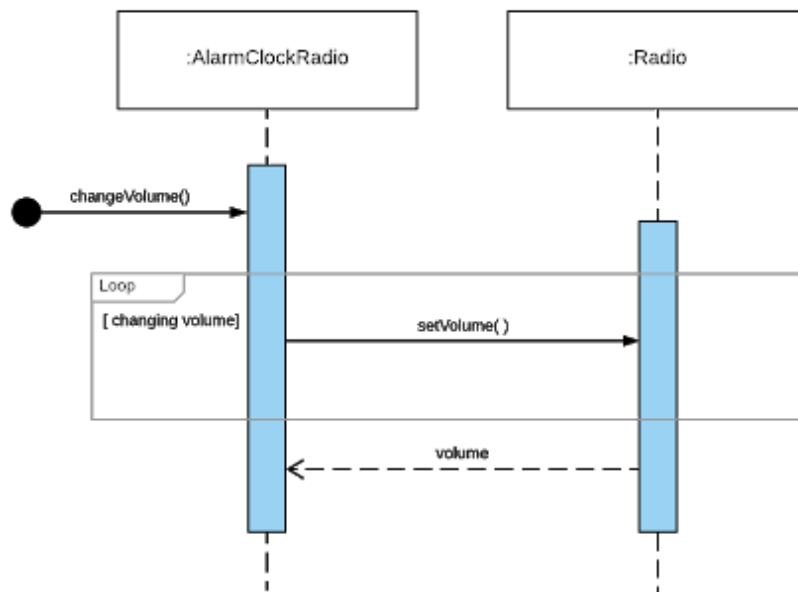 :AlarmClockRadio
:Radio
changeVolume()
Loop
[ changing volume]
setVolume( )
volume